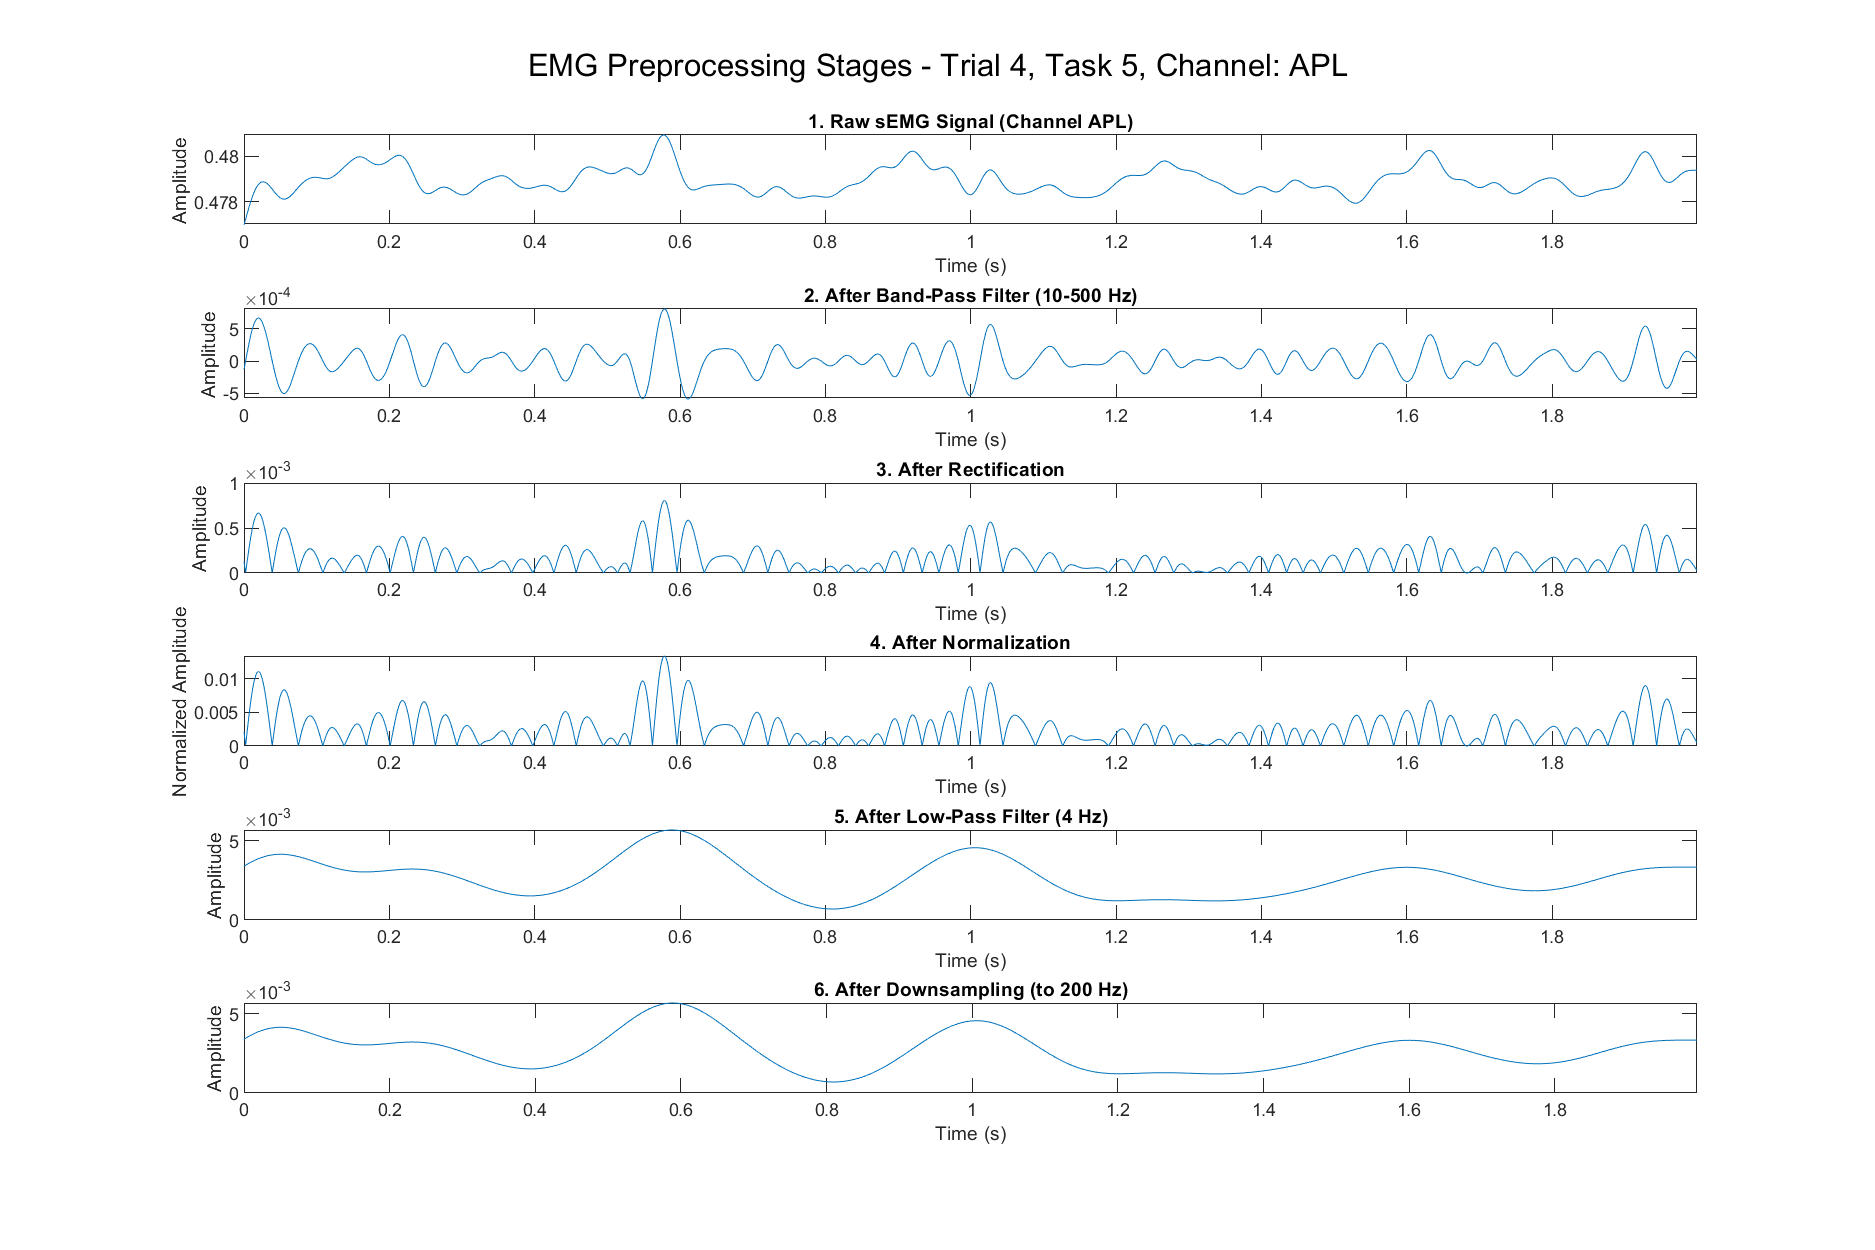 EMG Preprocessing Stages - Trial 4, Task 5, Channel: APL
1. Raw sEMG Signal (Channel APL)
Amplitude
0.48
0.478
0 0.2 0.4 0.6 0.8 1 1.2 1.4 1.6 1.8
Time (s)
×10-4
2. After Band-Pass Filter (10-500 Hz)
Amplitude
5
0
-5
0 0.2 0.4 0.6 0.8 1 1.2 1.4 1.6 1.8
Time (s)
×10-3
3. After Rectification
Amplitude
1
0.5
0
0 0.2 0.4 0.6 0.8 1 1.2 1.4 1.6 1.8
Time (s)
4. After Normalization
Normalized Amplitude
0.01
0.005
0
0 0.2 0.4 0.6 0.8 1 1.2 1.4 1.6 1.8
Time (s)
×10-3
5. After Low-Pass Filter (4 Hz)
Amplitude
5
0
0 0.2 0.4 0.6 0.8 1 1.2 1.4 1.6 1.8
Time (s)
×10-3
6. After Downsampling (to 200 Hz)
Amplitude
5
0
0 0.2 0.4 0.6 0.8 1 1.2 1.4 1.6 1.8
Time (s)